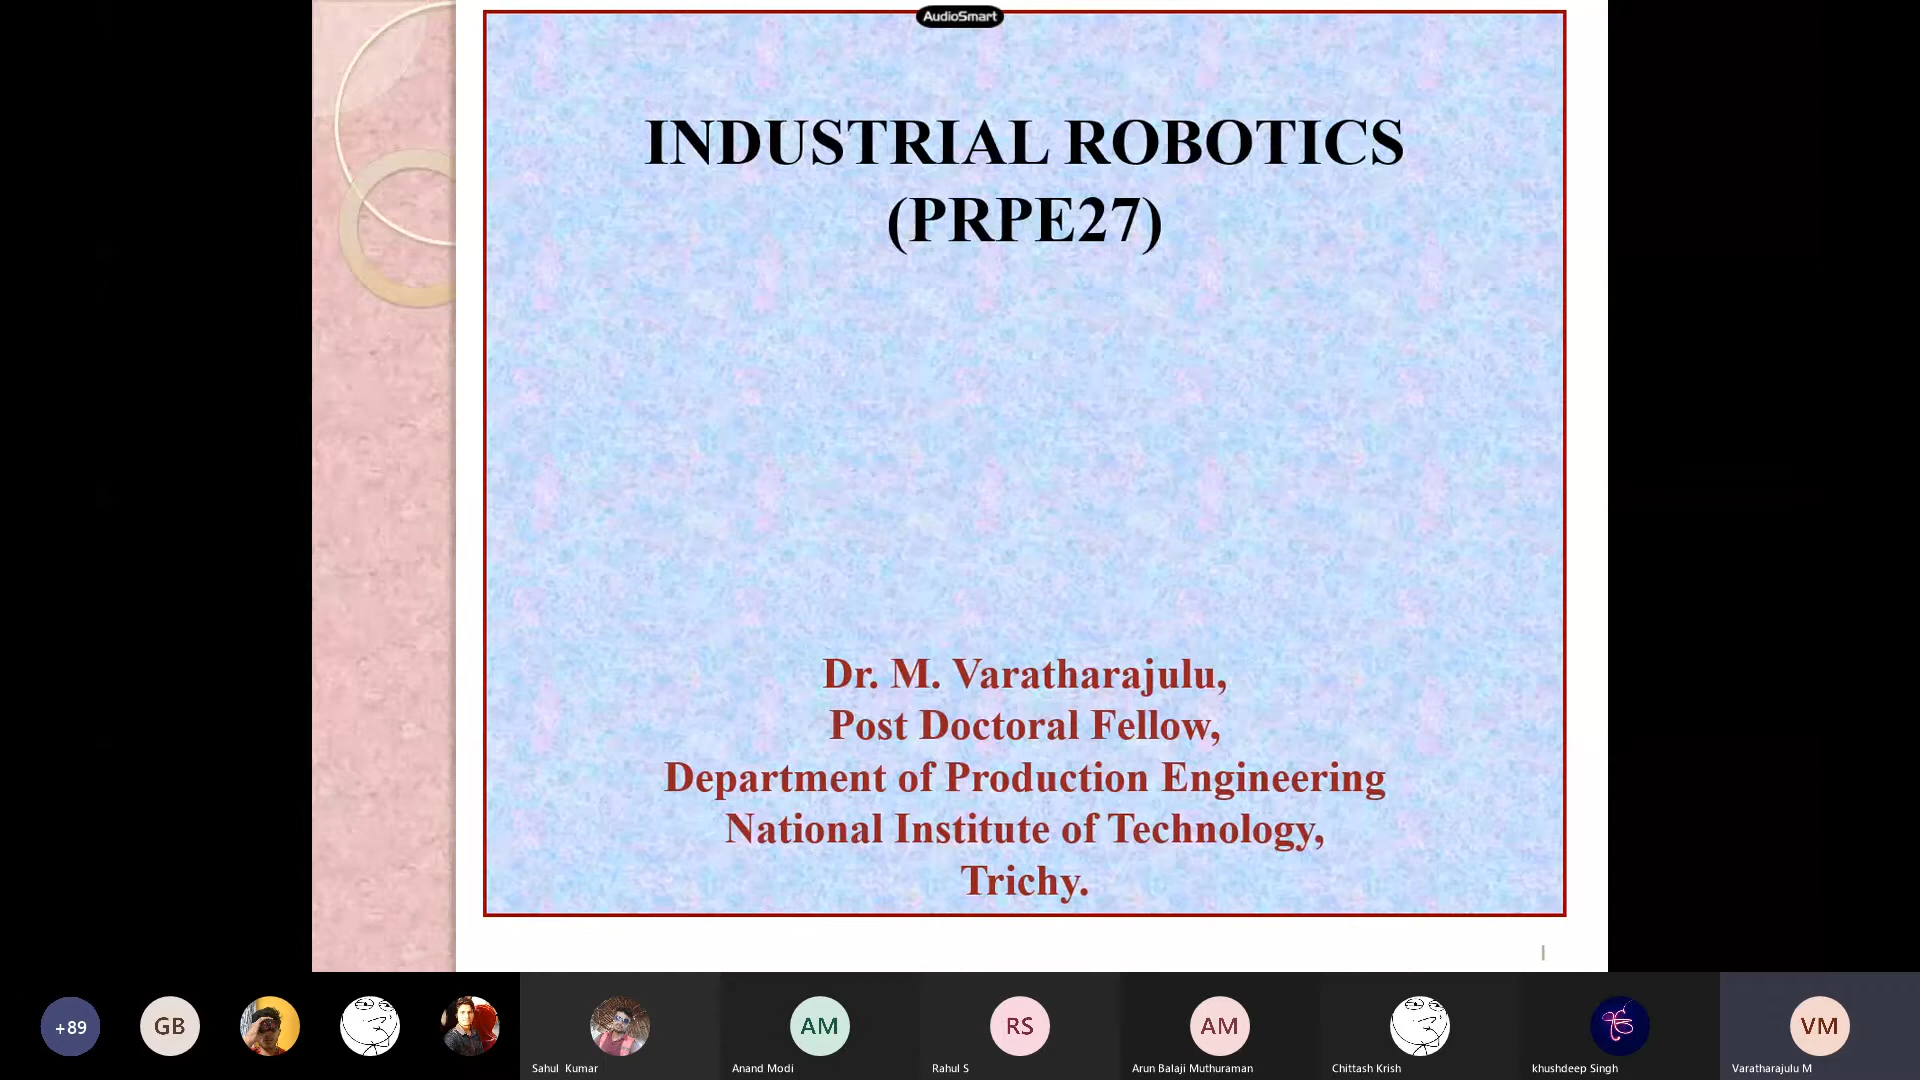 AudioSmart
INDUSTRIAL ROBOTICS
(PRPE27)
Dr. M. Varatharajulu,
Post Doctoral Fellow,
Department of Production Engineering
National Institute of Technology,
Trichy.
1
+89
GB
AM
RS
AM
VM
Sahul Kumar
Anand Modi
Rahul S
Arun Balaji Muthuraman
Chittash Krish
khushdeep Singh
Varatharajulu M